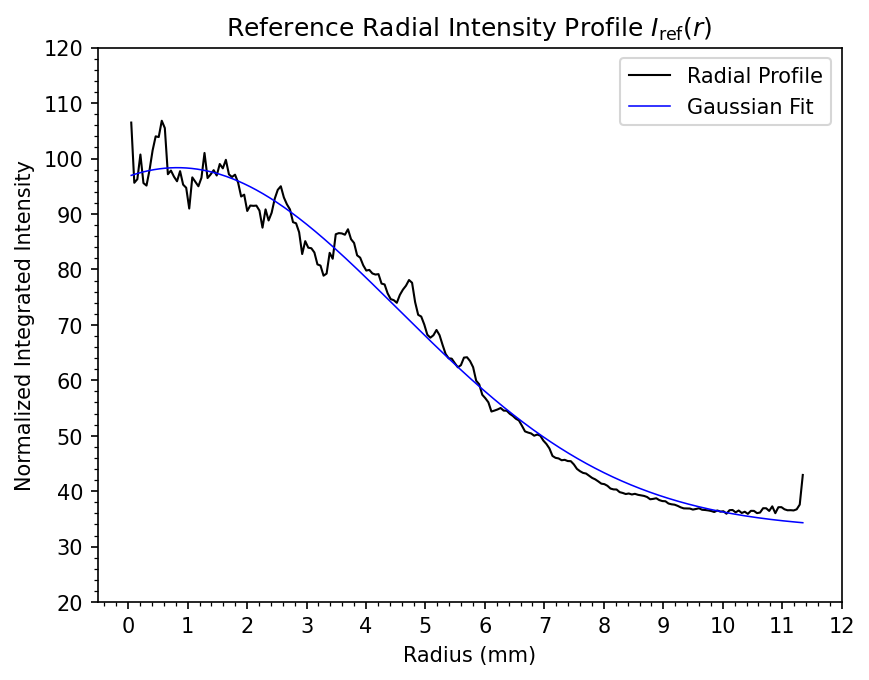 Reference Radial Intensity Profile I_ref(r)
Radial Profile
Gaussian Fit
Normalized Integrated Intensity
120
110
100
90
80
70
60
50
40
30
20
0 1 2 3 4 5 6 7 8 9 10 11 12
Radius (mm)